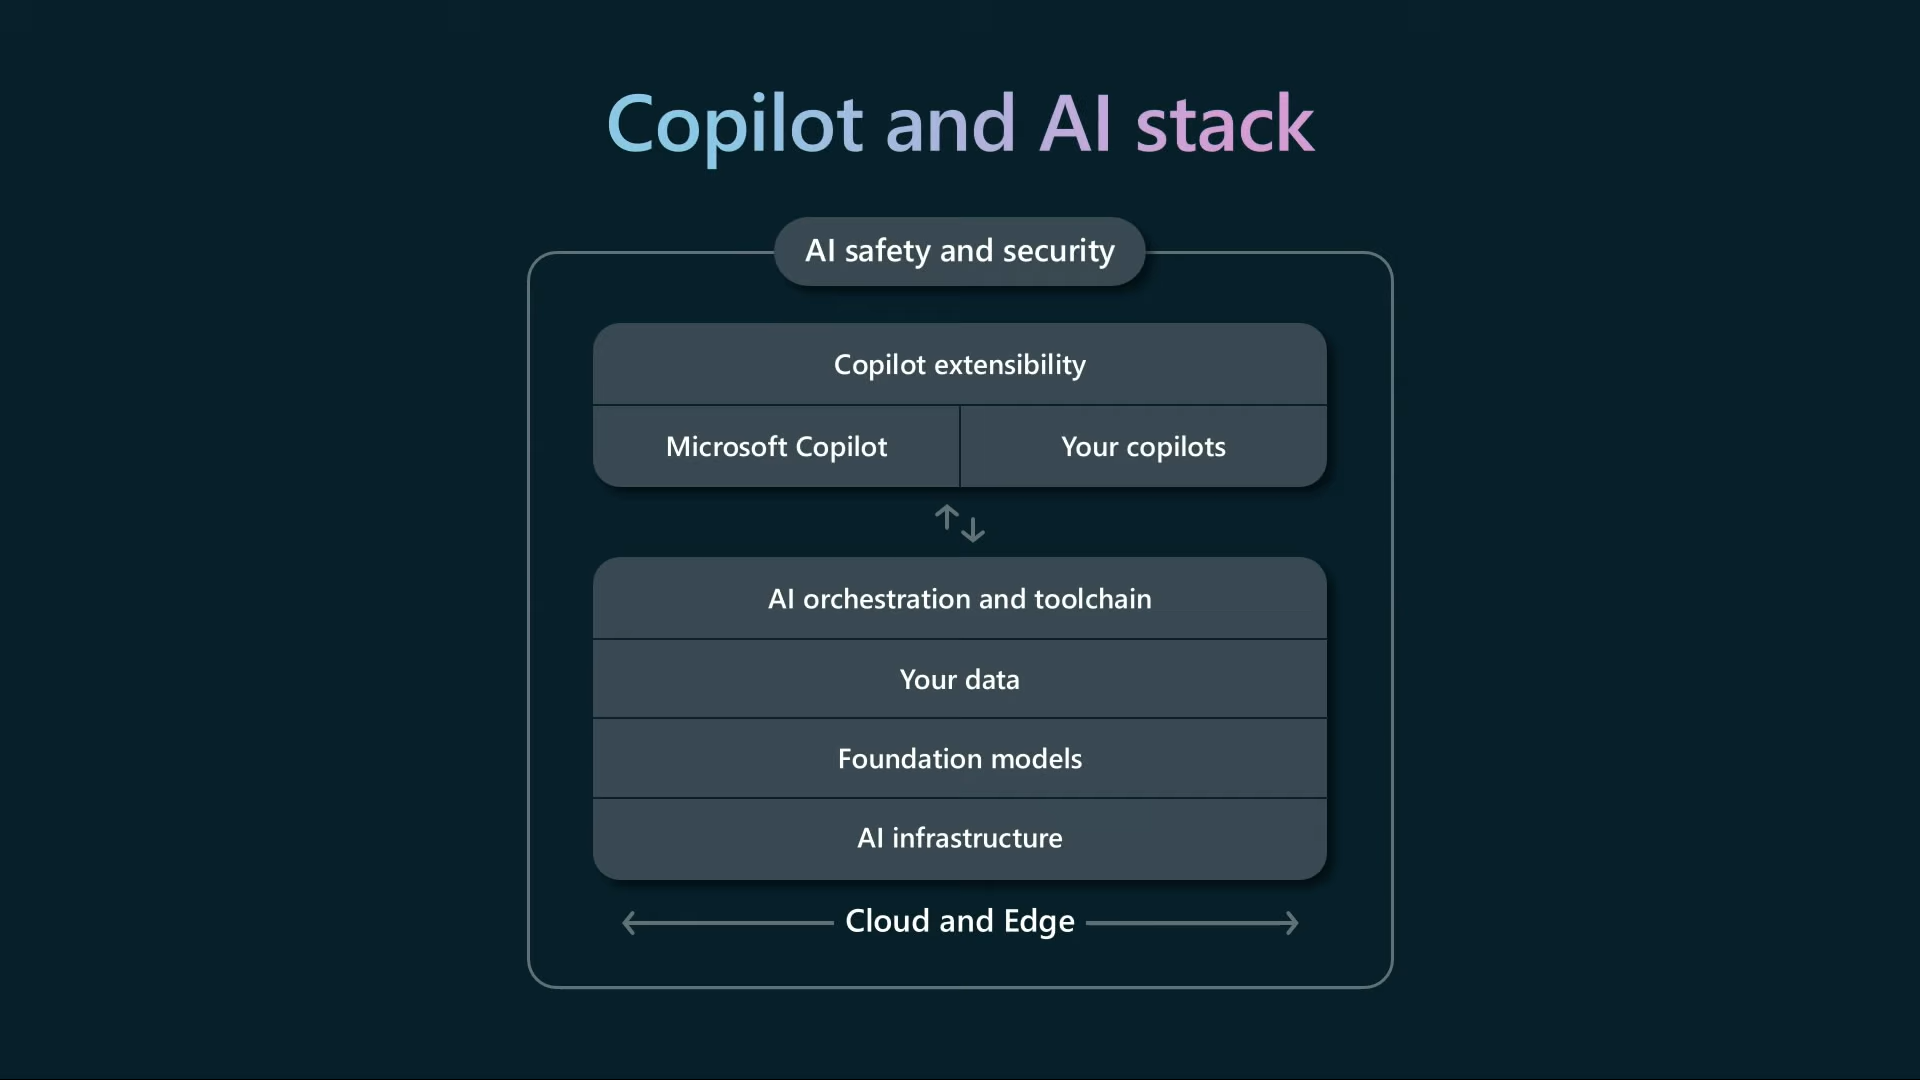 Copilot and AI stack
AI safety and security
Copilot extensibility
Microsoft Copilot
Your copilots
AI orchestration and toolchain
Your data
Foundation models
AI infrastructure
Cloud and Edge